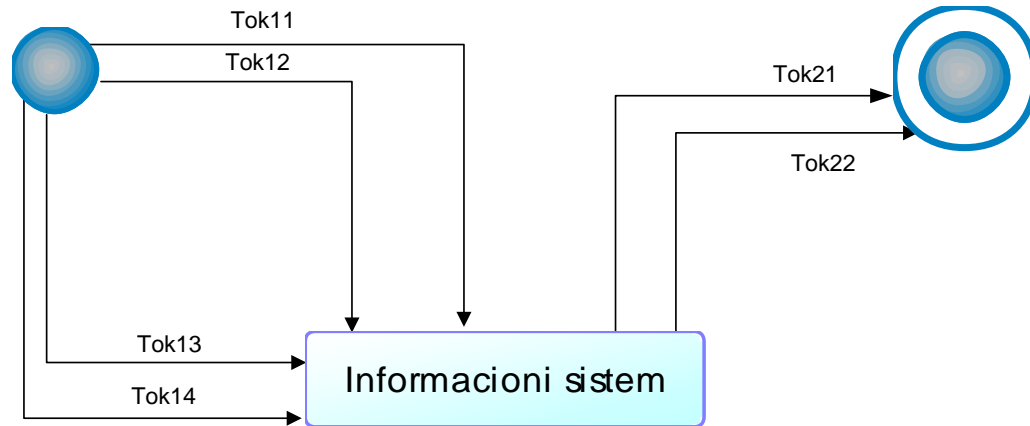 Tok11
Tok12
Tok21
Tok22
Tok13
Tok14
Informacioni sistem